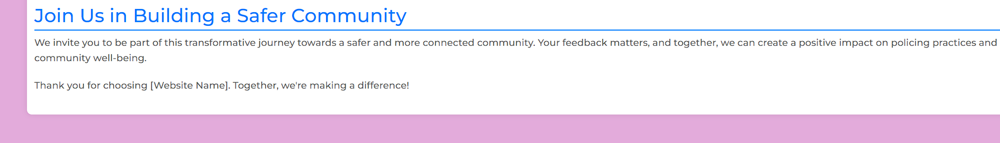 Join Us in Building a Safer Community
We invite you to be part of this transformative journey towards a safer and more connected community. Your feedback matters, and together, we can create a positive impact on policing practices and
community well-being.
Thank you for choosing [Website Name]. Together, we're making a difference!